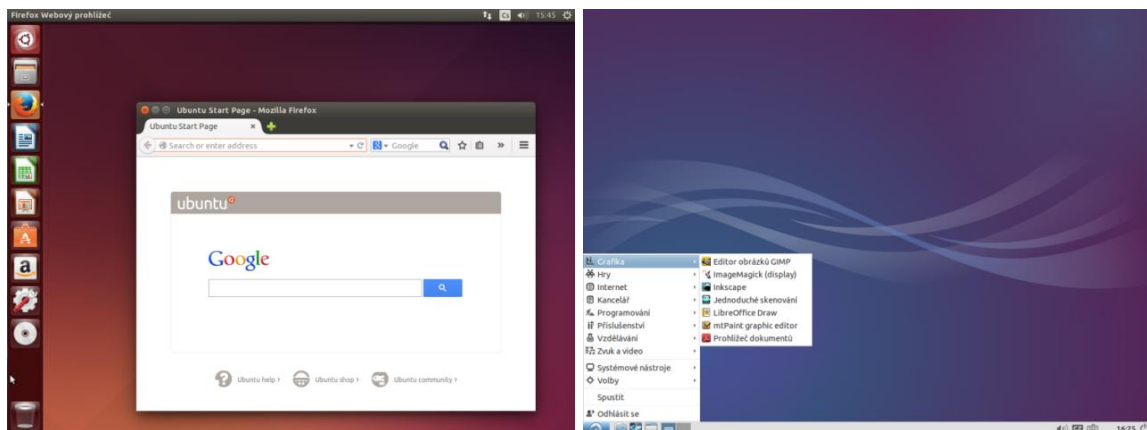 Firefox Webový prohlížeč
Cs 15:45
Ubuntu Start Page - Mozilla Firefox
Ubuntu Start Page
Search or enter address
Google
ubuntu
Google
Ubuntu help ›
Ubuntu shop ›
Ubuntu community ›
Grafika
Hry
Internet
Kancelář
Programování
Příslušenství
Vzdělávání
Zvuk a video
Systémové nástroje
Volby
Spustit
Odhlásit se
Editor obrázků GIMP
ImageMagick (display)
Inkscape
Jednoduché skenování
LibreOffice Draw
mtPaint graphic editor
Prohlížeč dokumentů
16:25